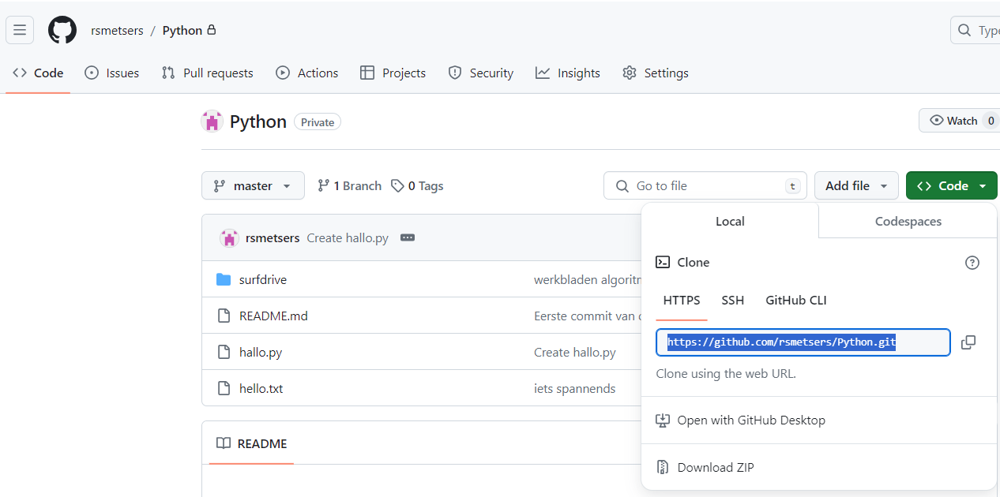 rsmetsers / Python
Code Issues Pull requests Actions Projects Security Insights Settings
Python Private
Watch 0
master 1 Branch 0 Tags
Go to file t
Add file
Code
rsmetsers Create hallo.py
surfdrive werkbladen
README.md Eerste commit van
hallo.py Create hallo.py
hello.txt iets spannends
README
Local Codespaces
Clone
HTTPS SSH GitHub CLI
https://github.com/rsmetsers/Python.git
Clone using the web URL.
Open with GitHub Desktop
Download ZIP